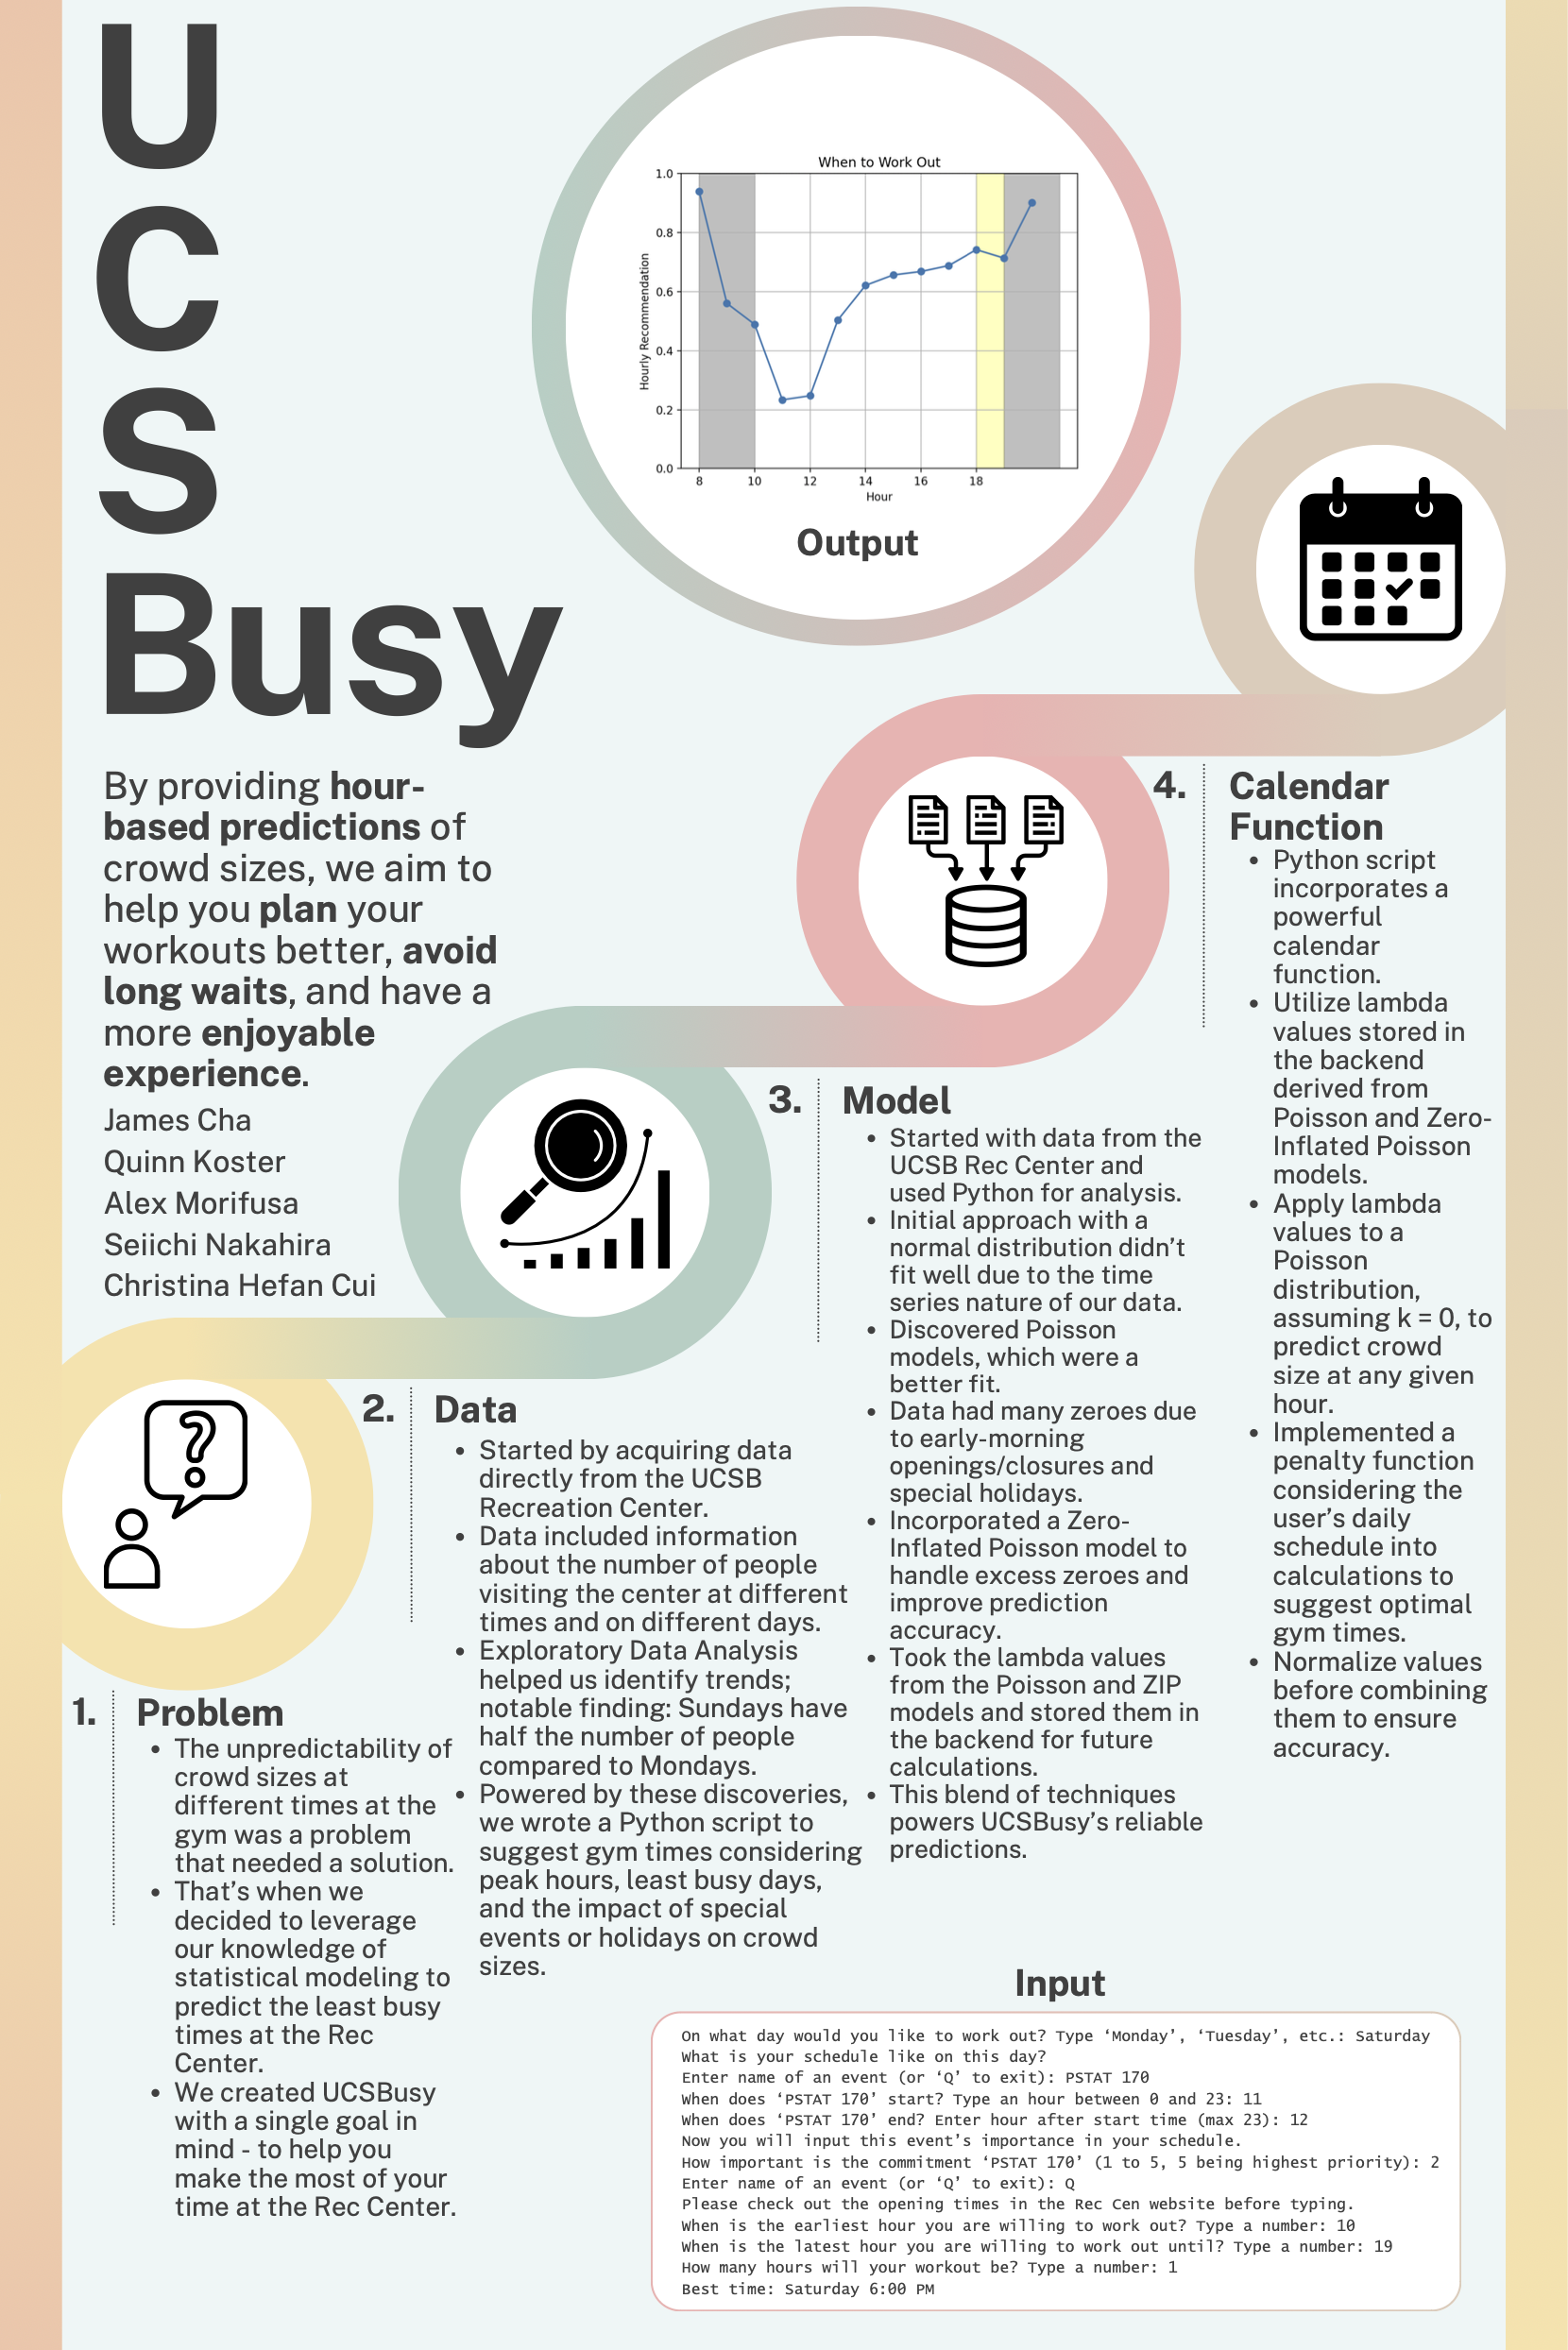 U
C
S
Busy
When to Work Out
1.0
0.8
0.6
0.4
0.2
0.0
Hourly Recommendation
8 10 12 14 16 18
Hour
Output
By providing hour-
based predictions of
crowd sizes, we aim to
help you plan your
workouts better, avoid
long waits, and have a
more enjoyable
experience.
James Cha
Quinn Koster
Alex Morifusa
Seiichi Nakahira
Christina Hefan Cui
?
1. Problem
• The unpredictability of
crowd sizes at
different times at the
gym was a problem
that needed a solution.
• That’s when we
decided to leverage
our knowledge of
statistical modeling to
predict the least busy
times at the Rec
Center.
• We created UCSBusy
with a single goal in
mind - to help you
make the most of your
time at the Rec Center.
2. Data
• Started by acquiring data
directly from the UCSB
Recreation Center.
• Data included information
about the number of people
visiting the center at different
times and on different days.
• Exploratory Data Analysis
helped us identify trends;
notable finding: Sundays have
half the number of people
compared to Mondays.
• Powered by these discoveries,
we wrote a Python script to
suggest gym times considering
peak hours, least busy days,
and the impact of special
events or holidays on crowd
sizes.
3. Model
• Started with data from the
UCSB Rec Center and
used Python for analysis.
• Initial approach with a
normal distribution didn’t
fit well due to the time
series nature of our data.
• Discovered Poisson
models, which were a
better fit.
• Data had many zeroes due
to early-morning
openings/closures and
special holidays.
• Incorporated a Zero-
Inflated Poisson model to
handle excess zeroes and
improve prediction
accuracy.
• Took the lambda values
from the Poisson and ZIP
models and stored them in
the backend for future
calculations.
• This blend of techniques
powers UCSBusy’s reliable
predictions.
4. Calendar
Function
• Python script
incorporates a
powerful
calendar
function.
• Utilize lambda
values stored in
the backend
derived from
Poisson and Zero-
Inflated Poisson
models.
• Apply lambda
values to a
Poisson
distribution,
assuming k = 0, to
predict crowd
size at any given
hour.
• Implemented a
penalty function
considering the
user’s daily
schedule into
calculations to
suggest optimal
gym times.
• Normalize values
before combining
them to ensure
accuracy.
Input
On what day would you like to work out? Type ‘Monday’, ‘Tuesday’, etc.: Saturday
What is your schedule like on this day?
Enter name of an event (or ‘Q’ to exit): PSTAT 170
When does ‘PSTAT 170’ start? Type an hour between 0 and 23: 11
When does ‘PSTAT 170’ end? Enter hour after start time (max 23): 12
Now you will input this event’s importance in your schedule.
How important is the commitment ‘PSTAT 170’ (1 to 5, 5 being highest priority): 2
Enter name of an event (or ‘Q’ to exit): Q
Please check out the opening times in the Rec Cen website before typing.
When is the earliest hour you are willing to work out? Type a number: 10
When is the latest hour you are willing to work out until? Type a number: 19
How many hours will your workout be? Type a number: 1
Best time: Saturday 6:00 PM